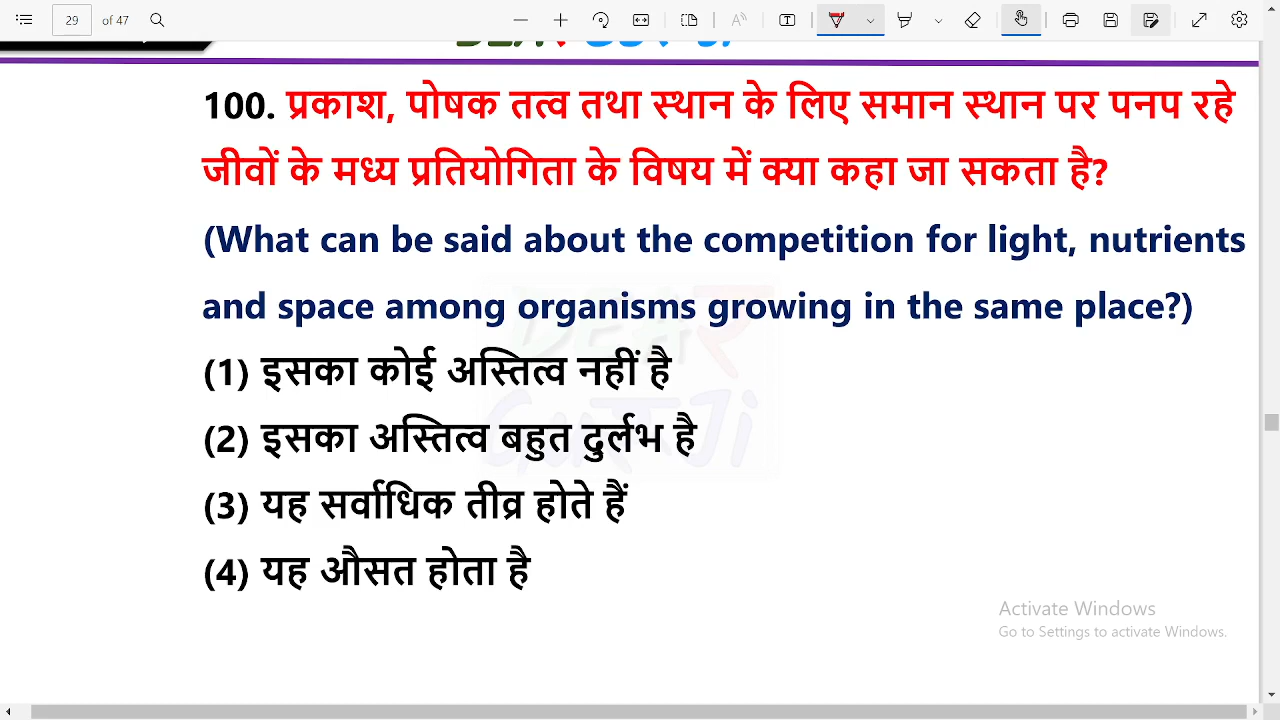 29 of 47
100. प्रकाश, पोषक तत्व तथा स्थान के लिए समान स्थान पर पनप रहे
जीवों के मध्य प्रतियोगिता के विषय में क्या कहा जा सकता है?
(What can be said about the competition for light, nutrients
and space among organisms growing in the same place?)
(1) इसका कोई अस्तित्व नहीं है
(2) इसका अस्तित्व बहुत दुर्लभ है
(3) यह सर्वाधिक तीव्र होते हैं
(4) यह औसत होता है
Activate Windows
Go to Settings to activate Windows.